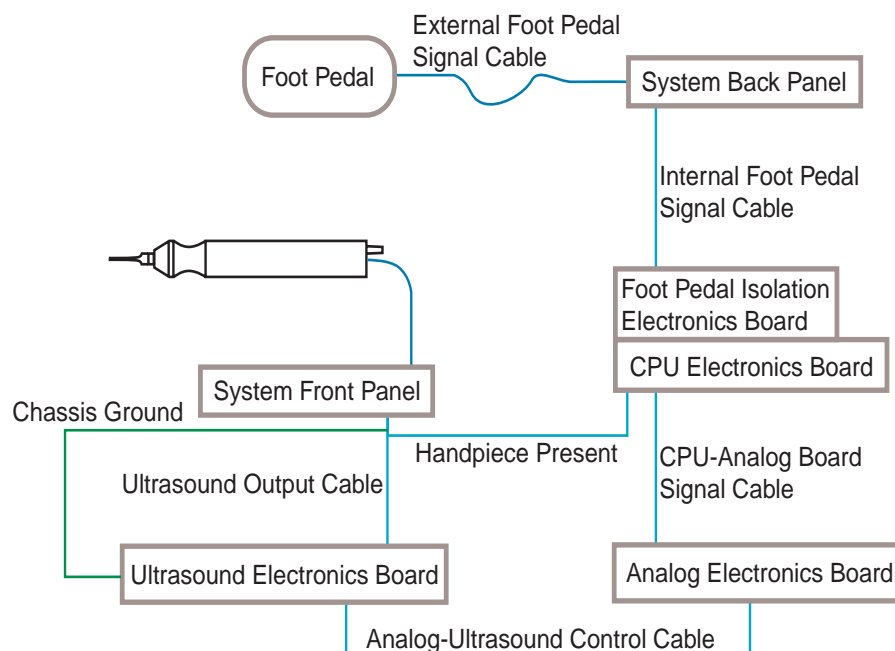 External Foot Pedal
Signal Cable
Foot Pedal
System Back Panel
Internal Foot Pedal
Signal Cable
Foot Pedal Isolation
Electronics Board
CPU Electronics Board
System Front Panel
Chassis Ground
Handpiece Present
CPU-Analog Board
Signal Cable
Ultrasound Output Cable
Ultrasound Electronics Board
Analog Electronics Board
Analog-Ultrasound Control Cable